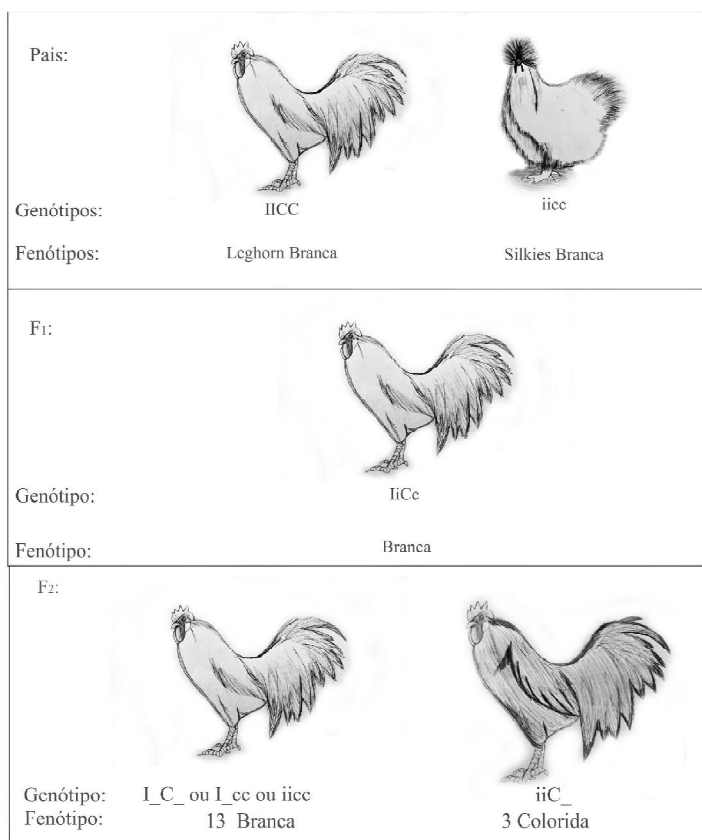 Pais:
Genótipos: IICC iicc
Fenótipos: Leghorn Branca Silkies Branca
F1:
Genótipo: IiCc
Fenótipo: Branca
F2:
Genótipo: I_C_ ou I_cc ou iicc iiC_
Fenótipo: 13 Branca 3 Colorida